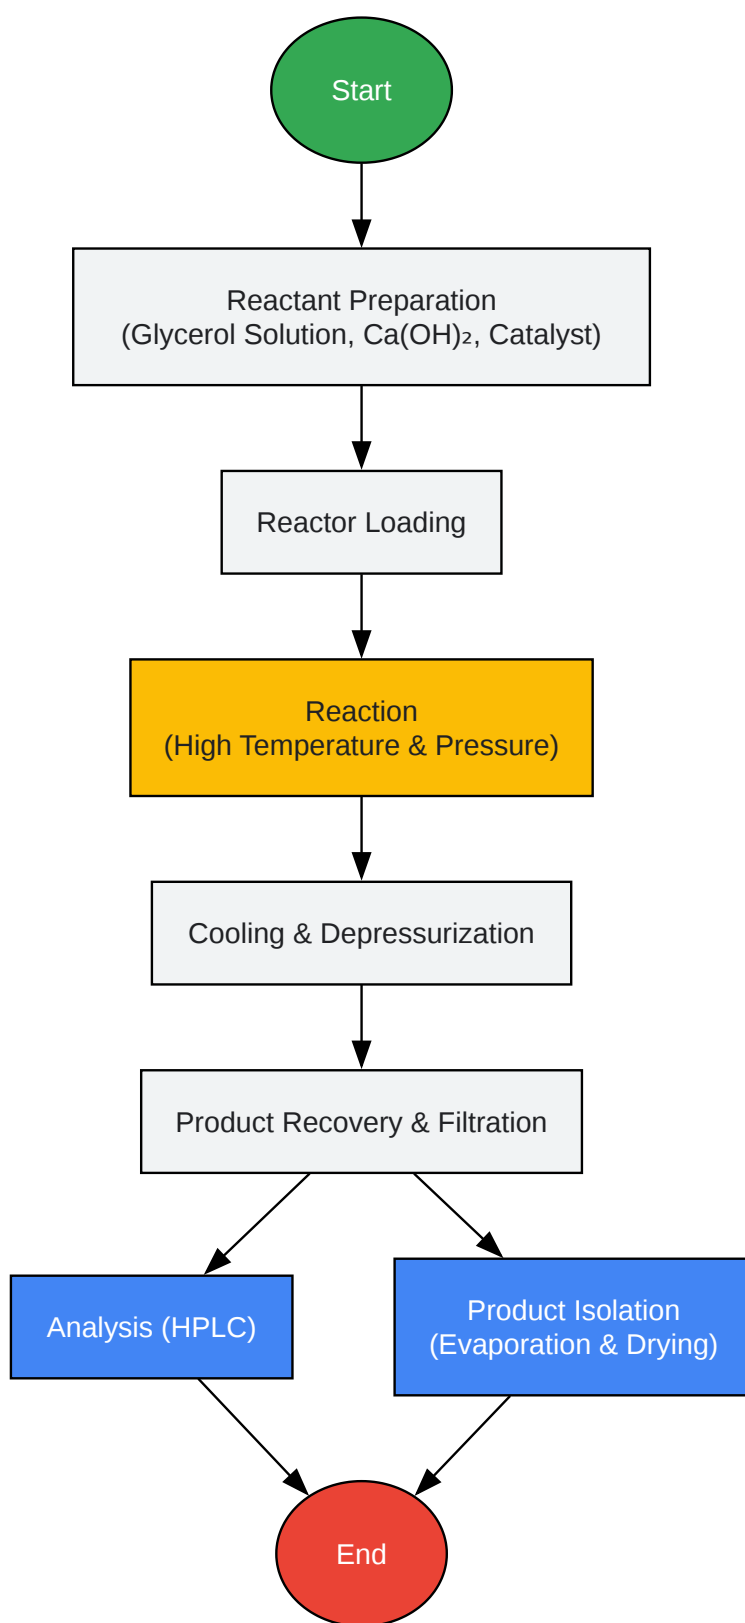 Start
Reactant Preparation
(Glycerol Solution, Ca(OH)₂, Catalyst)
Reactor Loading
Reaction
(High Temperature & Pressure)
Cooling & Depressurization
Product Recovery & Filtration
Analysis (HPLC)
Product Isolation
(Evaporation & Drying)
End